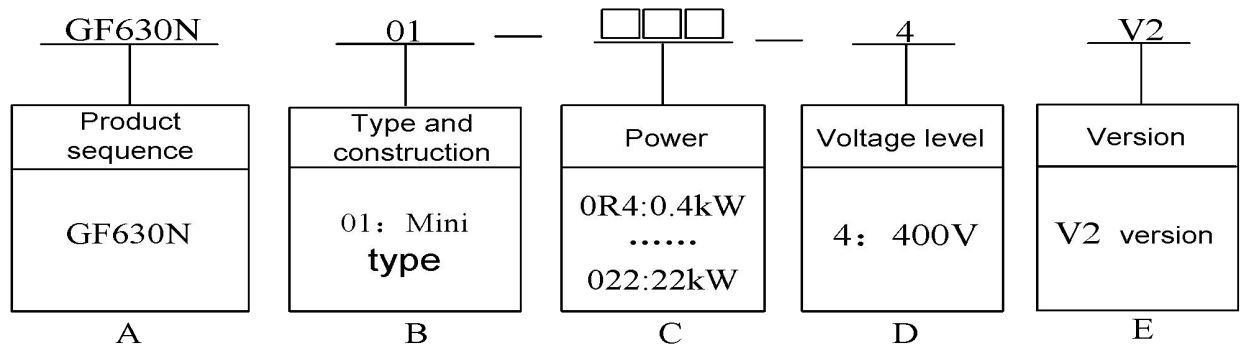 GF630N 01 — □□□ — 4 V2
Product sequence
Type and construction
Power
Voltage level
Version
GF630N
01: Mini type
0R4:0.4kW
......
022:22kW
4: 400V
V2 version
A B C D E